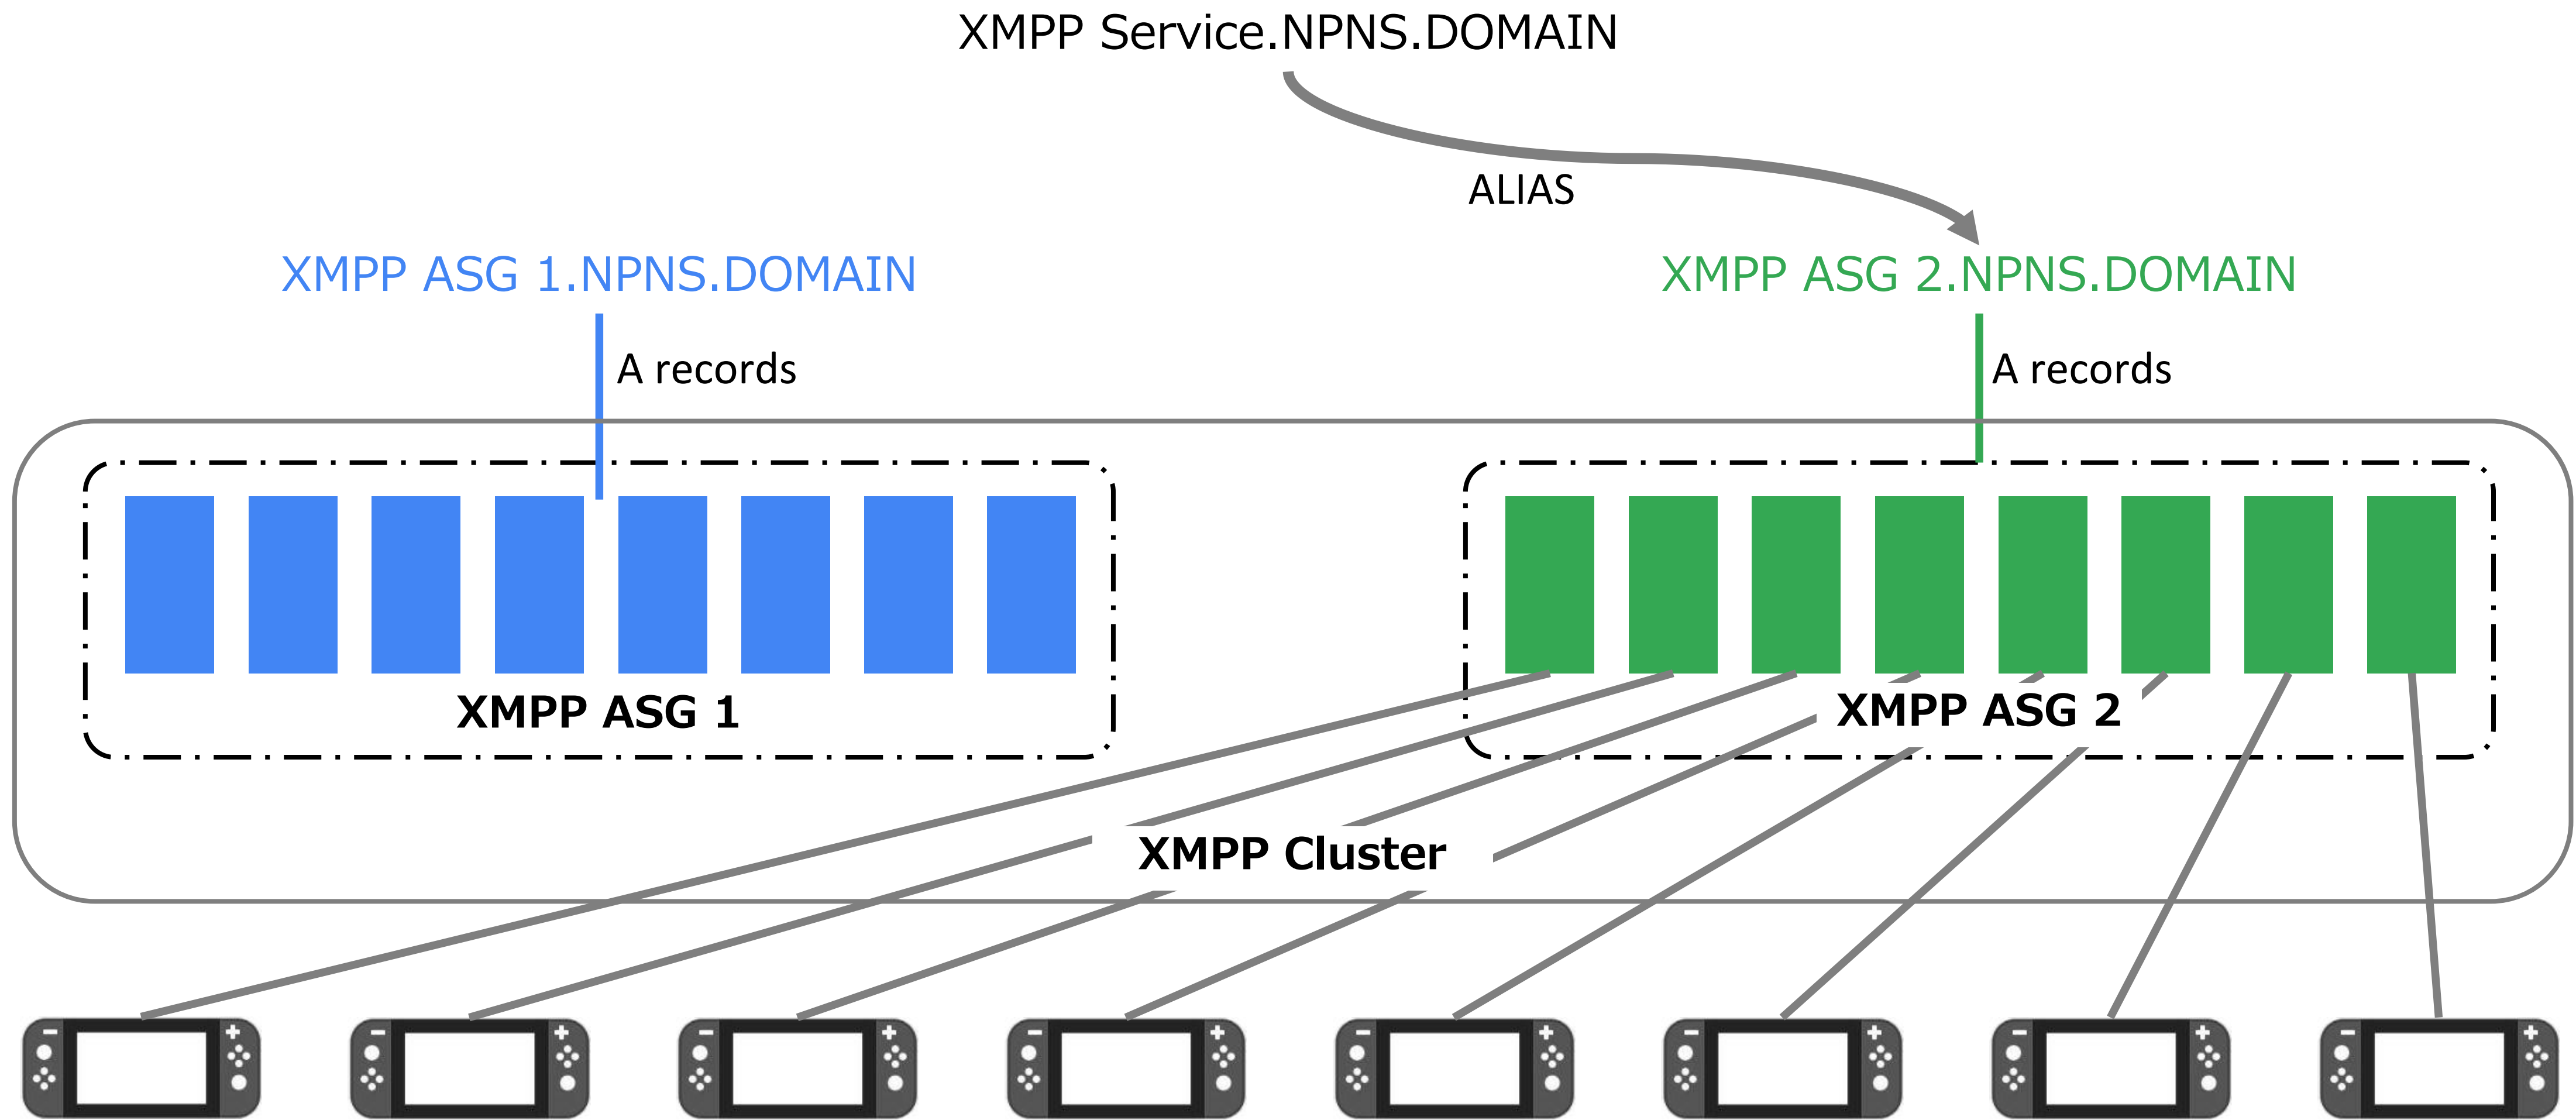 XMPP Service.NPNS.DOMAIN
ALIAS
XMPP ASG 1.NPNS.DOMAIN
XMPP ASG 2.NPNS.DOMAIN
A records
A records
XMPP ASG 1
XMPP ASG 2
XMPP Cluster